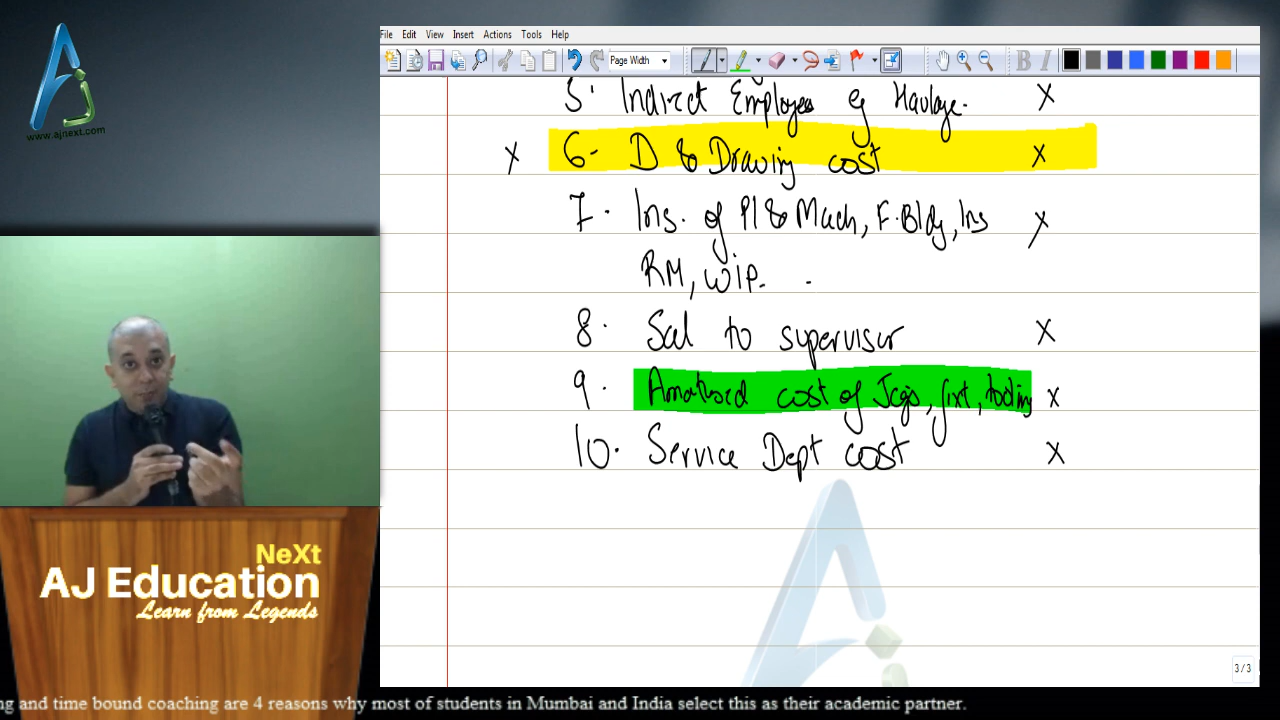 www.ajnext.com
File Edit View Insert Actions Tools Help
Page Width
5. Indirect Employee eg Haulage. x
x 6- D & Drawing cost x
7. Ins. of Pl & Mach, F.Bldg, Ins x
RM, WIP.
8. Sal to supervisor x
9. Amotised cost of Jigs, fixt, tooling x
10. Service Dept cost x
3/3
NeXt
AJ Education
Learn from Legends
ng and time bound coaching are 4 reasons why most of students in Mumbai and India select this as their academic partner.